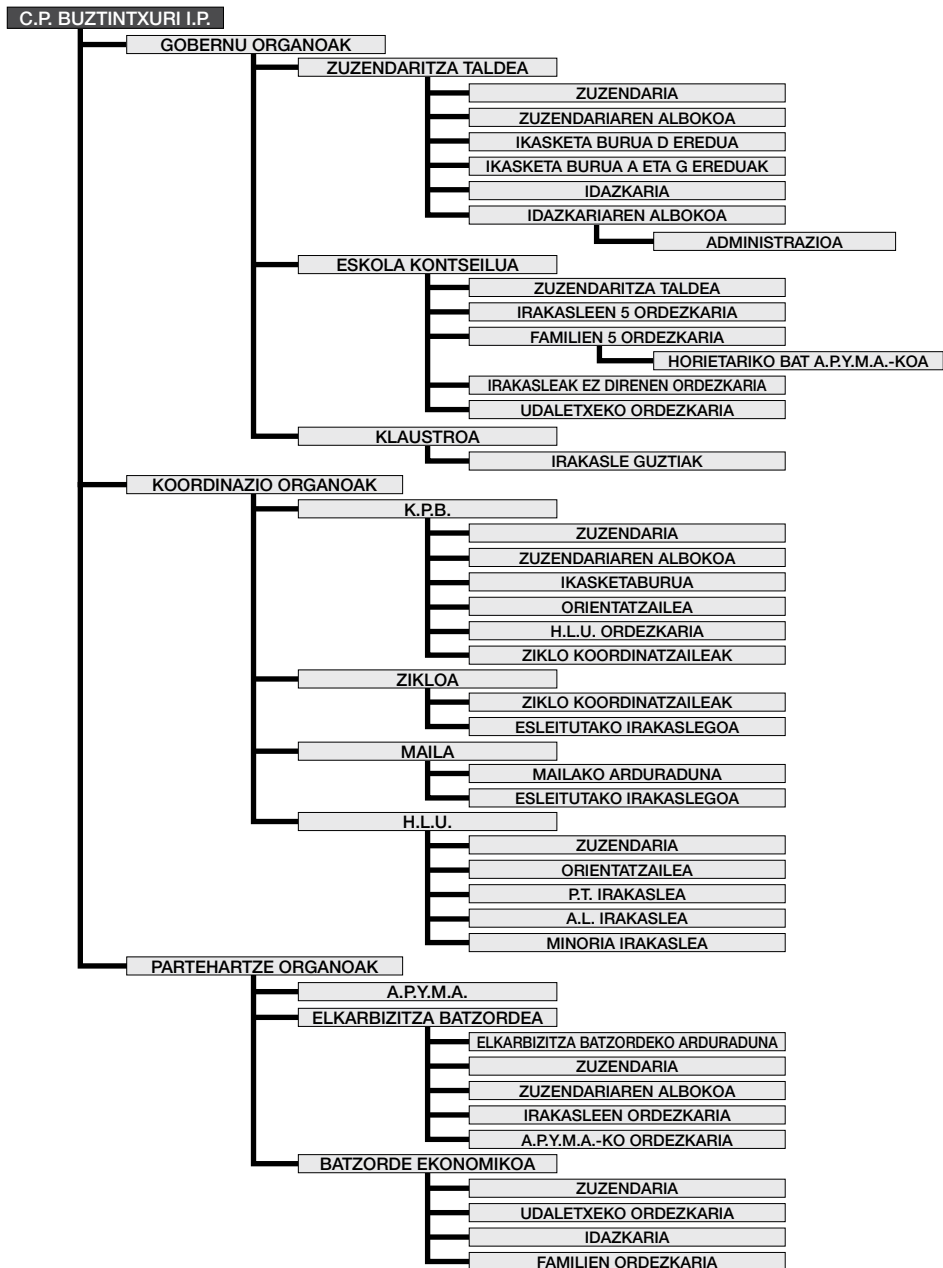 C.P. BUZTINTXURI I.P.
GOBERNU ORGANOAK
ZUZENDARITZA TALDEA
ZUZENDARIA
ZUZENDARIAREN ALBOKOA
IKASKETA BURUA D EREDUA
IKASKETA BURUA A ETA G EREDUAK
IDAZKARIA
IDAZKARIAREN ALBOKOA
ADMINISTRAZIOA
ESKOLA KONTSEILUA
ZUZENDARITZA TALDEA
IRAKASLEEN 5 ORDEZKARIA
FAMILIEN 5 ORDEZKARIA
HORIETARIKO BAT A.P.Y.M.A.-KOA
IRAKASLEAK EZ DIRENEN ORDEZKARIA
UDALETXEKO ORDEZKARIA
KLAUSTROA
IRAKASLE GUZTIAK
KOORDINAZIO ORGANOAK
K.P.B.
ZUZENDARIA
ZUZENDARIAREN ALBOKOA
IKASKETABURUA
ORIENTATZAILEA
H.L.U. ORDEZKARIA
ZIKLO KOORDINATZAILEAK
ZIKLOA
ZIKLO KOORDINATZAILEAK
ESLEITUTAKO IRAKASLEGOA
MAILA
MAILAKO ARDURADUNA
ESLEITUTAKO IRAKASLEGOA
H.L.U.
ZUZENDARIA
ORIENTATZAILEA
P.T. IRAKASLEA
A.L. IRAKASLEA
MINORIA IRAKASLEA
PARTEHARTZE ORGANOAK
A.P.Y.M.A.
ELKARBIZITZA BATZORDEA
ELKARBIZITZA BATZORDEKO ARDURADUNA
ZUZENDARIA
ZUZENDARIAREN ALBOKOA
IRAKASLEEN ORDEZKARIA
A.P.Y.M.A.-KO ORDEZKARIA
BATZORDE EKONOMIKOA
ZUZENDARIA
UDALETXEKO ORDEZKARIA
IDAZKARIA
FAMILIEN ORDEZKARIA